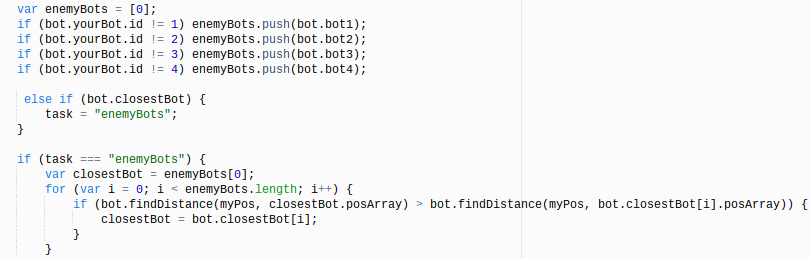 var enemyBots = [0];
if (bot.yourBot.id != 1) enemyBots.push(bot.bot1);
if (bot.yourBot.id != 2) enemyBots.push(bot.bot2);
if (bot.yourBot.id != 3) enemyBots.push(bot.bot3);
if (bot.yourBot.id != 4) enemyBots.push(bot.bot4);

 else if (bot.closestBot) {
    task = "enemyBots";
}

if (task === "enemyBots") {
    var closestBot = enemyBots[0];
    for (var i = 0; i < enemyBots.length; i++) {
        if (bot.findDistance(myPos, closestBot.posArray) > bot.findDistance(myPos, bot.closestBot[i].posArray)) {
            closestBot = bot.closestBot[i];
        }
    }